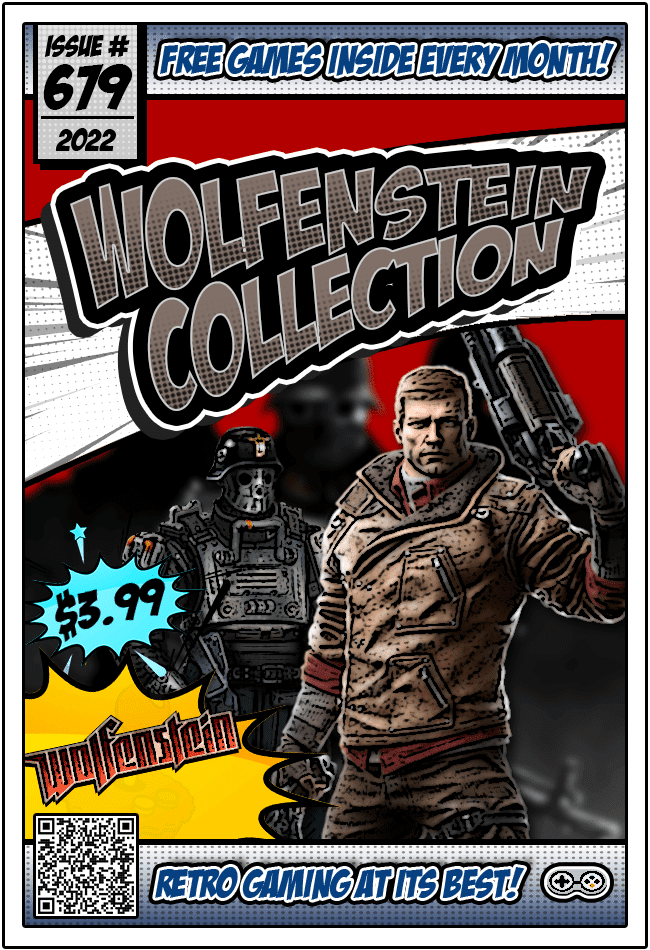 ISSUE #
679
2022
FREE GAMES INSIDE EVERY MONTH!
WOLFENSTEIN
COLLECTION
$3.99
Wolfenstein
RETRO GAMING AT ITS BEST!